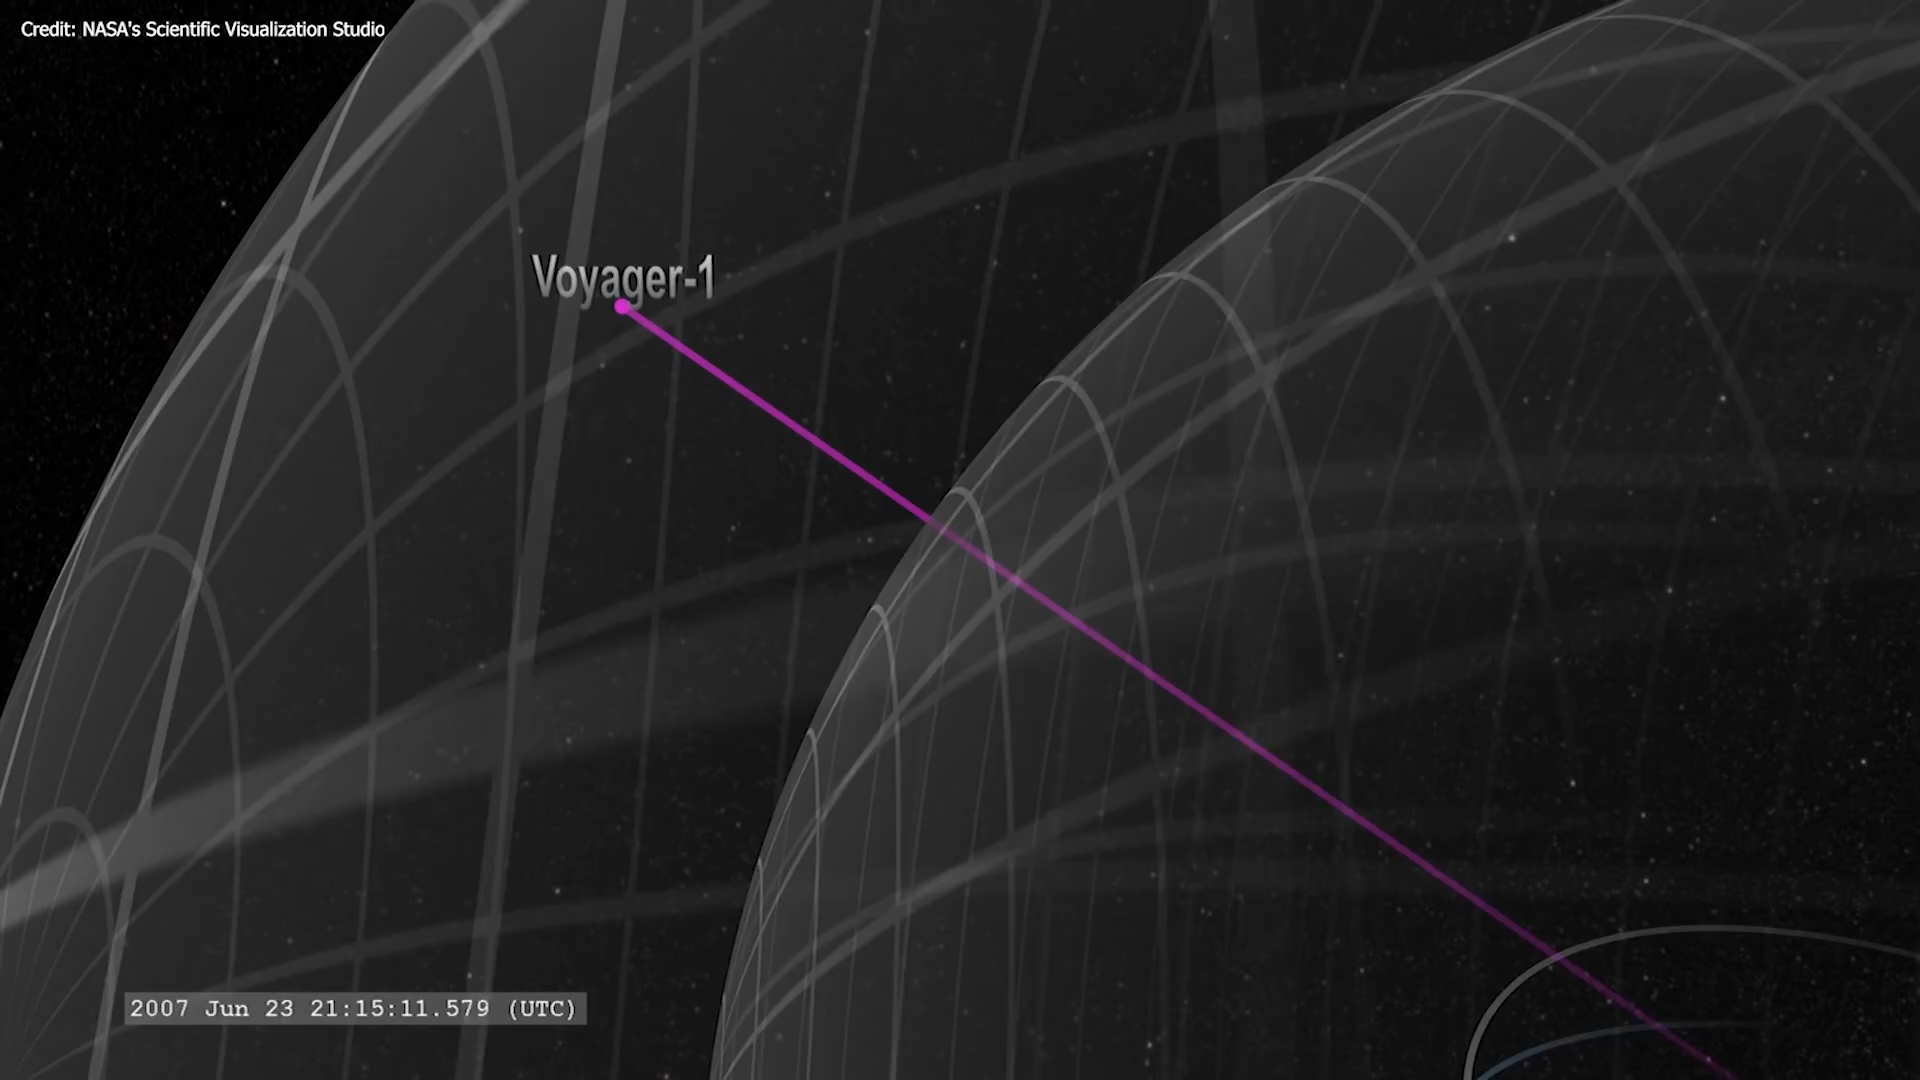 Credit: NASA's Scientific Visualization Studio
Voyager-1
2007 Jun 23 21:15:11.579 (UTC)